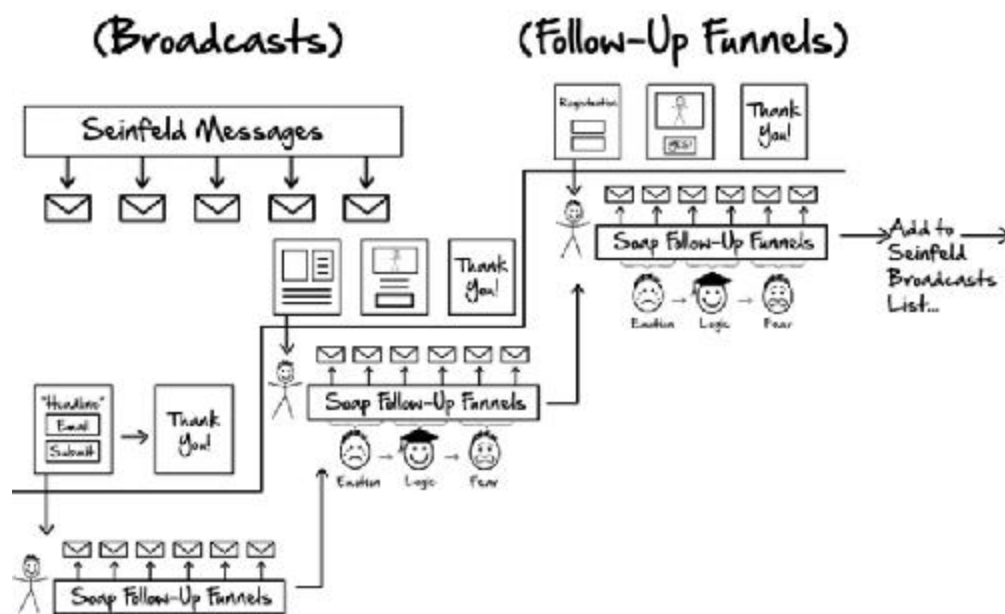 (Broadcasts)
(Follow-Up Funnels)
Seinfeld Messages
Registration
YES!
Thank
You!
Soap Follow-Up Funnels
Emotion
Logic
Fear
Add to
Seinfeld
Broadcasts
List...
Thank
You!
Soap Follow-Up Funnels
Emotion
Logic
Fear
"Headline"
Email
Submit
Thank
You!
Soap Follow-Up Funnels